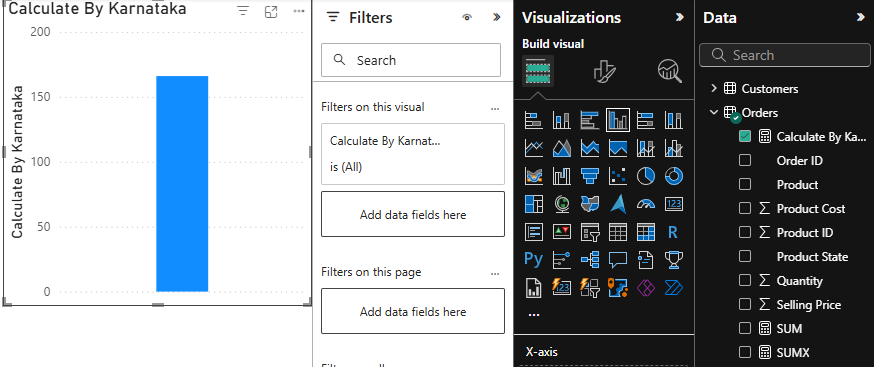 Calculate By Karnataka
200
150
100
50
0
Calculate By Karnataka
Filters
Search
Filters on this visual
...
Calculate By Karnat...
is (All)
Add data fields here
Filters on this page
...
Add data fields here
Visualizations
Build visual
123
R
Py
123
...
X-axis
Data
Search
Customers
Orders
Calculate By Ka...
Order ID
Product
Product Cost
Product ID
Product State
Quantity
Selling Price
SUM
SUMX